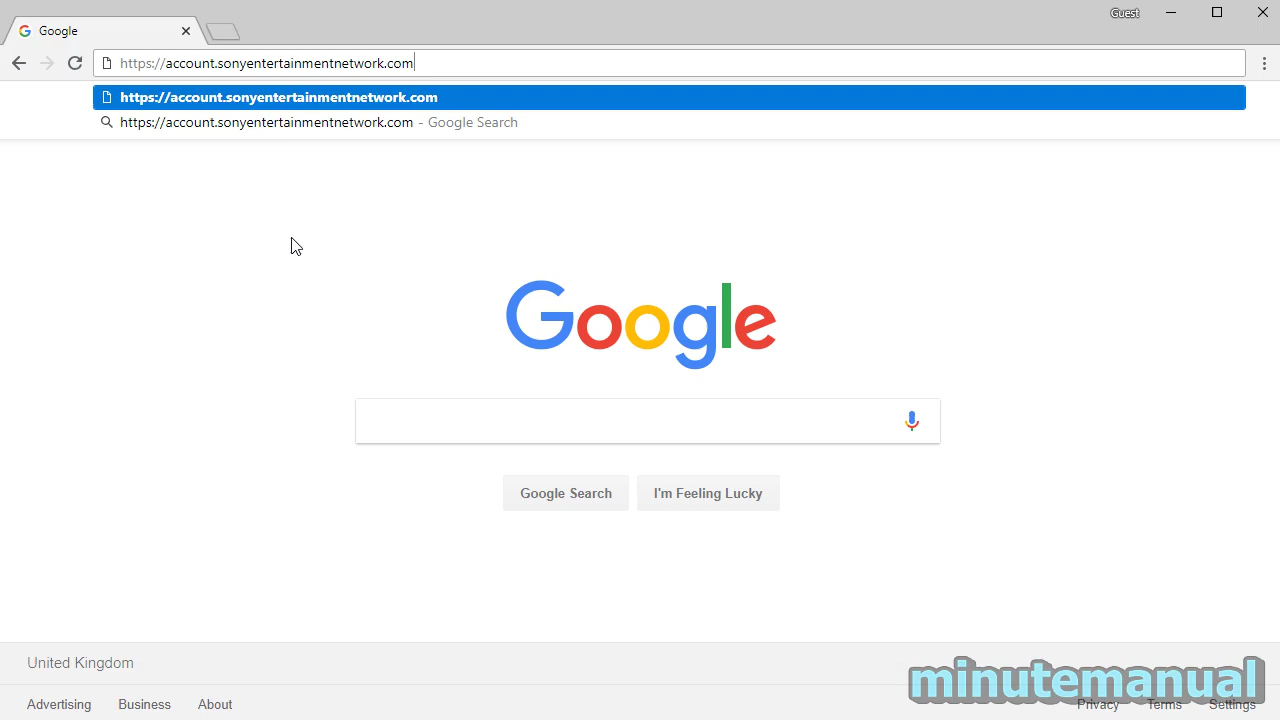 Google
Guest
https://account.sonyentertainmentnetwork.com
https://account.sonyentertainmentnetwork.com
https://account.sonyentertainmentnetwork.com - Google Search
Google
Google Search
I'm Feeling Lucky
United Kingdom
minutemanual
Advertising Business About Privacy Terms Settings